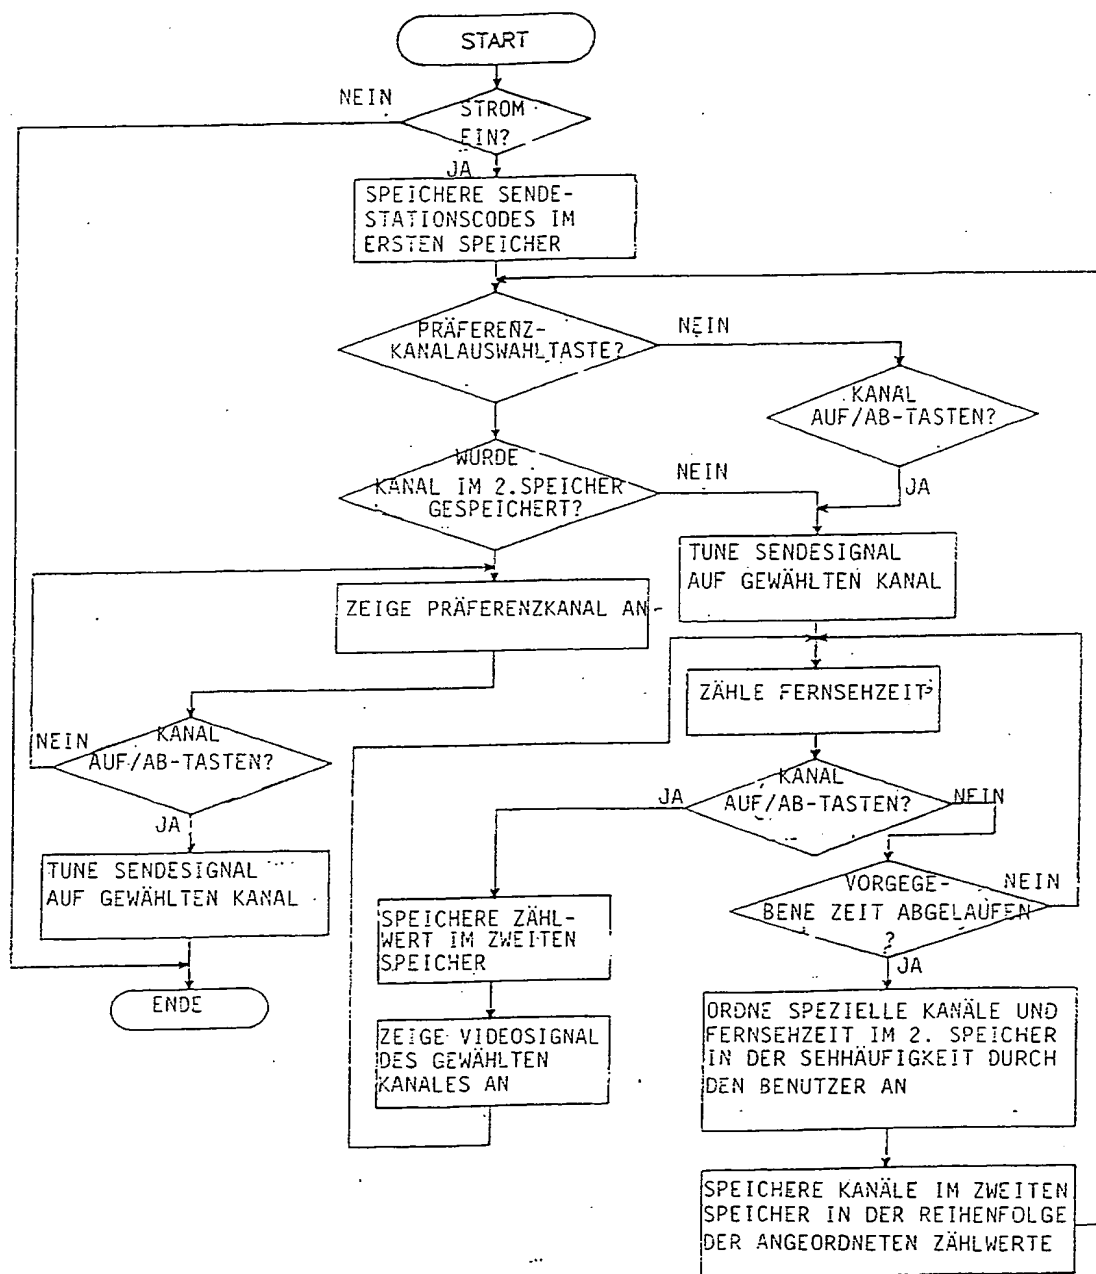 START
NEIN
STROM
EIN?
JA
SPEICHERE SENDE-
STATIONSCODES IM
ERSTEN SPEICHER
PRÄFERENZ-
KANALAUSWAHLTASTE?
NEIN
KANAL
AUF/AB-TASTEN?
JA
WURDE
KANAL IM 2.SPEICHER
GESPEICHERT?
NEIN
TUNE SENDESIGNAL
AUF GEWÄHLTEN KANAL
ZEIGE PRÄFERENZKANAL AN
ZÄHLE FERNSEHZEIT
KANAL
AUF/AB-TASTEN?
NEIN
JA
TUNE SENDESIGNAL
AUF GEWÄHLTEN KANAL
ENDE
KANAL
AUF/AB-TASTEN?
JA
NEIN
SPEICHERE ZÄHL-
WERT IM ZWEITEN
SPEICHER
ZEIGE VIDEOSIGNAL
DES GEWÄHLTEN
KANALES AN
VORGEGE-
BENE ZEIT ABGELAUFEN
?
NEIN
JA
ORDNE SPEZIELLE KANÄLE UND
FERNSEHZEIT IM 2. SPEICHER
IN DER SEHHÄUFIGKEIT DURCH
DEN BENUTZER AN
SPEICHERE KANÄLE IM ZWEITEN
SPEICHER IN DER REIHENFOLGE
DER ANGEORDNETEN ZÄHLWERTE